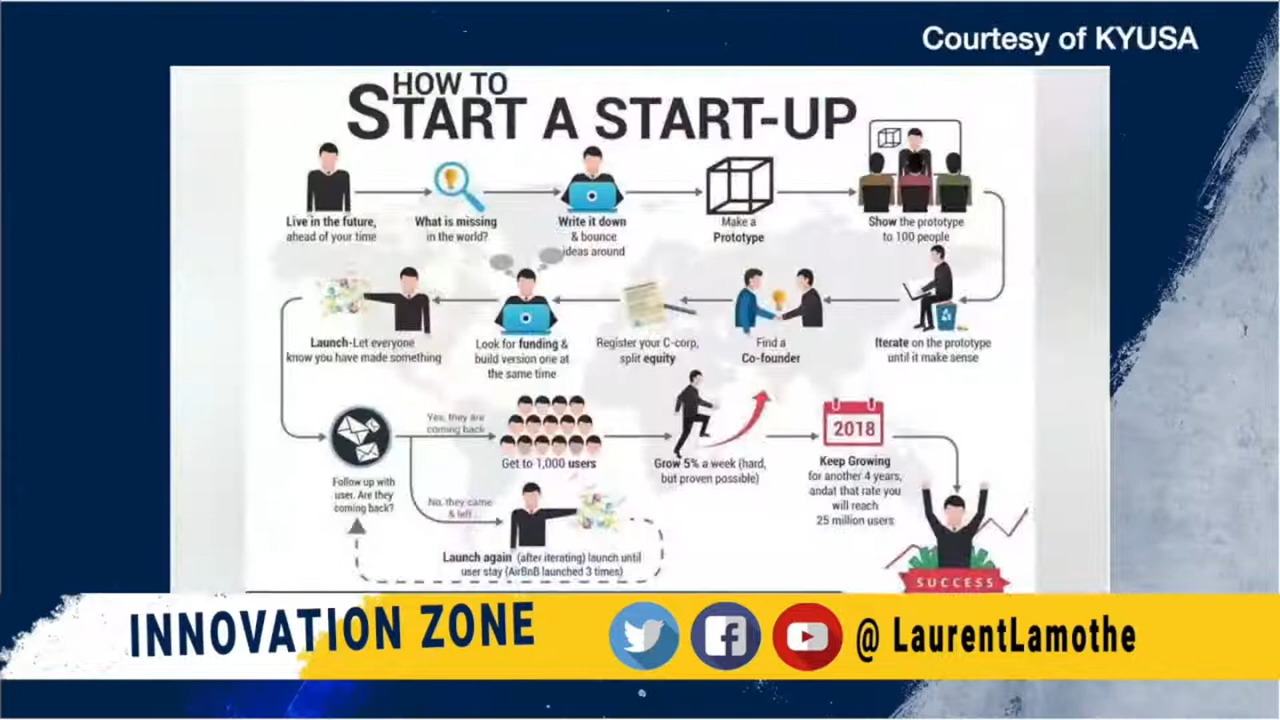 Courtesy of KYUSA
HOW TO
START A START-UP
Live in the future,
ahead of your time
What is missing
in the world?
Write it down
& bounce
ideas around
Make a
Prototype
Show the prototype
to 100 people
Launch-Let everyone
know you have made something
Look for funding &
build version one at
the same time
Register your C-corp,
split equity
Find a
Co-founder
Iterate on the prototype
until it make sense
Follow up with
user. Are they
coming back?
Yes, they are
coming back
Get to 1,000 users
Grow 5% a week (hard,
but proven possible)
2018
Keep Growing
for another 4 years,
andat that rate you
will reach
25 million users
No, they came
& left ...
Launch again (after iterating) launch until
user stay (AirBnB launched 3 times)
SUCCESS
INNOVATION ZONE
@ LaurentLamothe